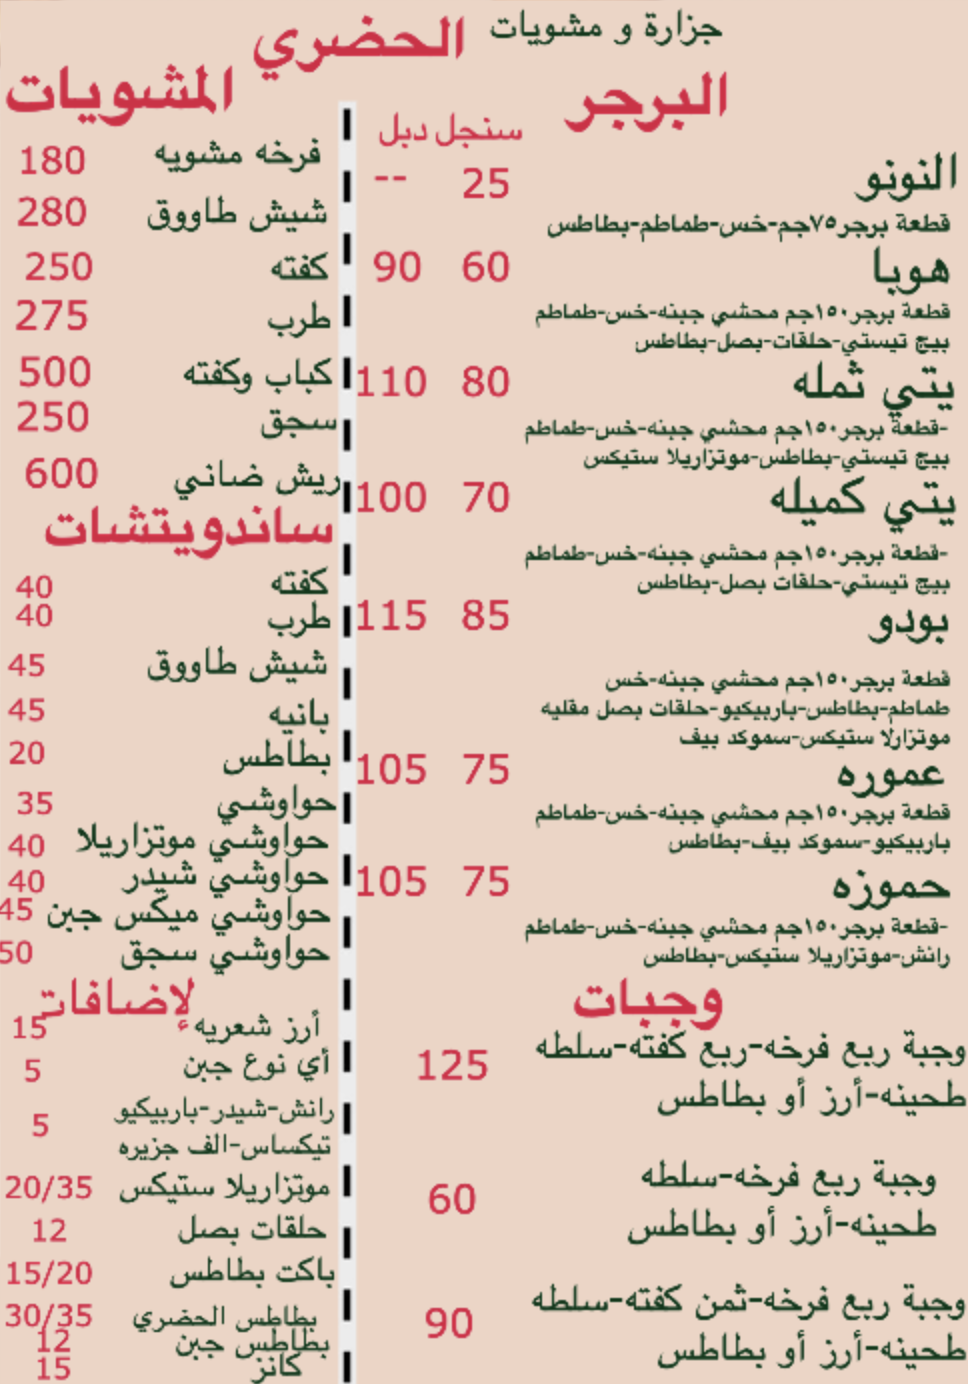 جزارة و مشويات
الحضري
البرجر
سنجل دبل
النونو 25 --
قطعة برجر٧٥جم-خس-طماطم-بطاطس
هوبا 60 90
قطعة برجر١٥٠جم محشي جبنه-خس-طماطم
بيج تيستي-حلقات-بصل-بطاطس
يتي ثمله 80 110
-قطعة برجر١٥٠جم محشي جبنه-خس-طماطم
بيج تيستي-بطاطس-موتزاريلا ستيكس
يتي كميله 70 100
-قطعة برجر١٥٠جم محشي جبنه-خس-طماطم
بيج تيستي-حلقات بصل-بطاطس
بودو 85 115
قطعة برجر١٥٠جم محشي جبنه-خس
طماطم-بطاطس-باربيكيو-حلقات بصل مقليه
موتزارلا ستيكس-سموكد بيف
عموره 75 105
قطعة برجر١٥٠جم محشي جبنه-خس-طماطم
باربيكيو-سموكد بيف-بطاطس
حموزه 75 105
-قطعة برجر١٥٠جم محشي جبنه-خس-طماطم
رانش-موتزاريلا ستيكس-بطاطس
وجبات
وجبة ربع فرخه-ربع كفته-سلطه
طحينه-أرز أو بطاطس 125
وجبة ربع فرخه-سلطه
طحينه-أرز أو بطاطس 60
وجبة ربع فرخه-ثمن كفته-سلطه
طحينه-أرز أو بطاطس 90
المشويات
فرخه مشويه 180
شيش طاووق 280
كفته 250
طرب 275
كباب وكفته 500
سجق 250
ريش ضاني 600
ساندويتشات
كفته 40
طرب 40
شيش طاووق 45
بانيه 45
بطاطس 20
حواوشي 35
حواوشي موتزاريلا 40
حواوشي شيدر 40
حواوشي ميكس جبن 45
حواوشي سجق 50
لإضافات
أرز شعريه 15
أي نوع جبن 5
رانش-شيدر-باربيكيو
تيكساس-الف جزيره 5
موتزاريلا ستيكس 20/35
حلقات بصل 12
باكت بطاطس 15/20
بطاطس الحضري 30/35
بطاطس جبن 12
كانز 15